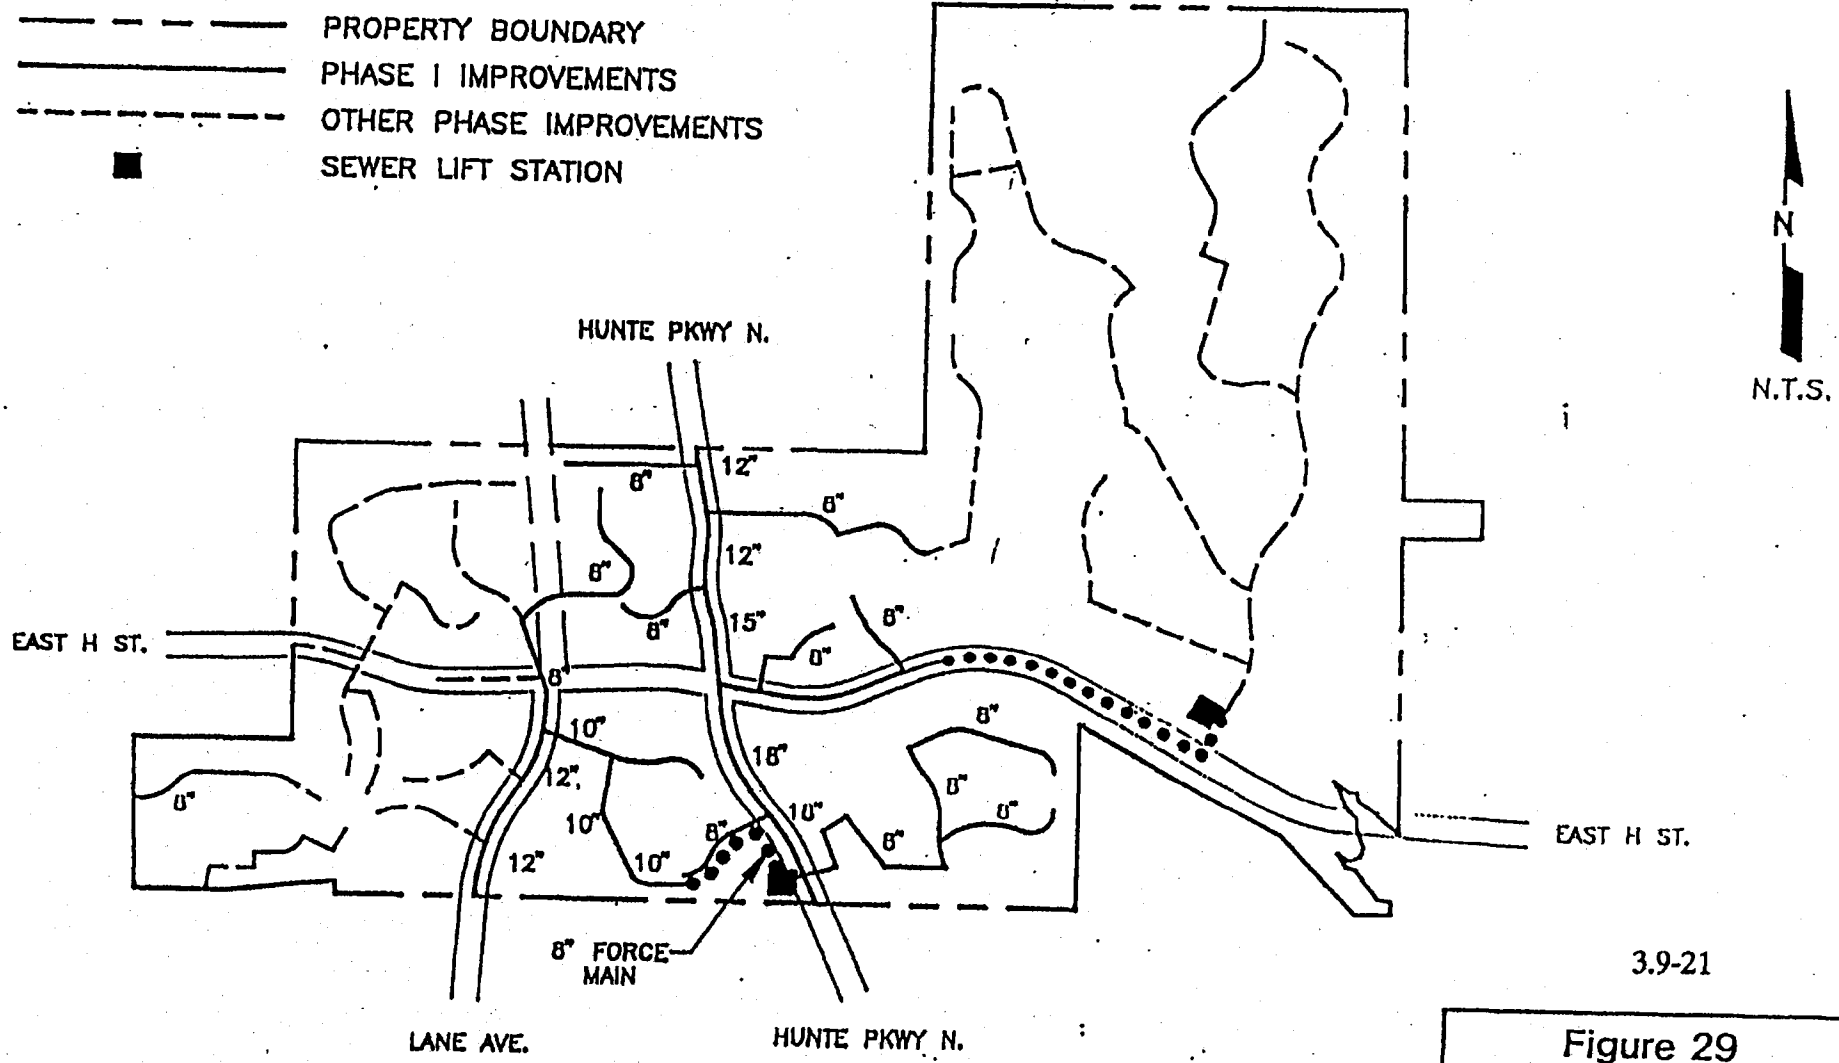 PROPERTY BOUNDARY
PHASE I IMPROVEMENTS
OTHER PHASE IMPROVEMENTS
SEWER LIFT STATION
N
N.T.S.
HUNTE PKWY N.
12"
8"
8"
12"
8"
8"
15"
8"
8"
EAST H ST.
8"
10"
18"
8"
12"
8"
8"
8"
10"
8"
18"
8"
12"
10"
EAST H ST.
8" FORCE
MAIN
3.9-21
LANE AVE.
HUNTE PKWY N.
Figure 29